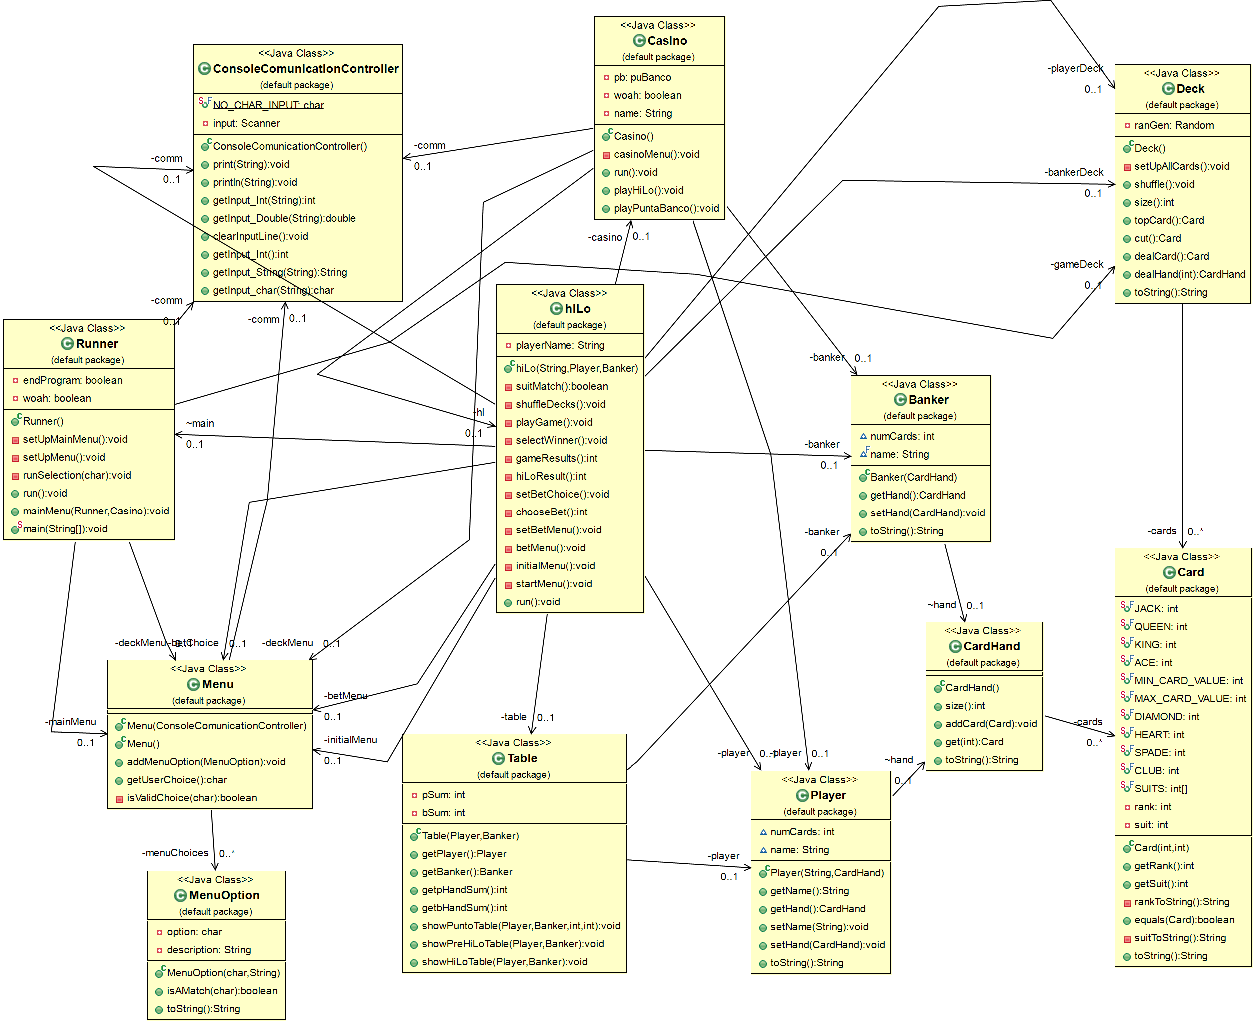 <<Java Class>>
ConsoleComunicationController
(default package)
NO_CHAR_INPUT: char
input: Scanner
ConsoleComunicationController()
print(String):void
println(String):void
getInput_Int(String):int
getInput_Double(String):double
clearInputLine():void
getInput_Int():int
getInput_String(String):String
getInput_char(String):char
<<Java Class>>
Casino
(default package)
pb: puBanco
woah: boolean
name: String
Casino()
casinoMenu():void
run():void
playHiLo():void
playPuntaBanco():void
<<Java Class>>
Deck
(default package)
ranGen: Random
Deck()
setUpAllCards():void
shuffle():void
size():int
topCard():Card
cut():Card
dealCard():Card
dealHand(int):CardHand
toString():String
<<Java Class>>
Runner
(default package)
endProgram: boolean
woah: boolean
Runner()
setUpMainMenu():void
setUpMenu():void
runSelection(char):void
run():void
mainMenu(Runner,Casino):void
main(String[]):void
<<Java Class>>
hiLo
(default package)
playerName: String
hiLo(String,Player,Banker)
suitMatch():boolean
shuffleDecks():void
playGame():void
selectWinner():void
gameResults():int
hiLoResult():int
setBetChoice():void
chooseBet():int
setBetMenu():void
betMenu():void
initialMenu():void
startMenu():void
run():void
<<Java Class>>
Banker
(default package)
numCards: int
name: String
Banker(CardHand)
getHand():CardHand
setHand(CardHand):void
toString():String
<<Java Class>>
Card
(default package)
JACK: int
QUEEN: int
KING: int
ACE: int
MIN_CARD_VALUE: int
MAX_CARD_VALUE: int
DIAMOND: int
HEART: int
SPADE: int
CLUB: int
SUITS: int[]
rank: int
suit: int
Card(int,int)
getRank():int
getSuit():int
rankToString():String
equals(Card):boolean
suitToString():String
toString():String
<<Java Class>>
CardHand
(default package)
CardHand()
size():int
addCard(Card):void
get(int):Card
toString():String
<<Java Class>>
Menu
(default package)
Menu(ConsoleComunicationController)
Menu()
addMenuOption(MenuOption):void
getUserChoice():char
isValidChoice(char):boolean
<<Java Class>>
Table
(default package)
pSum: int
bSum: int
Table(Player,Banker)
getPlayer():Player
getBanker():Banker
getpHandSum():int
getbHandSum():int
showPuntoTable(Player,Banker,int,int):void
showPreHiLoTable(Player,Banker):void
showHiLoTable(Player,Banker):void
<<Java Class>>
Player
(default package)
numCards: int
name: String
Player(String,CardHand)
getName():String
getHand():CardHand
setName(String):void
setHand(CardHand):void
toString():String
<<Java Class>>
MenuOption
(default package)
option: char
description: String
MenuOption(char,String)
isAMatch(char):boolean
toString():String
-comm
0..1
-comm
0..1
-comm
0..1
-comm
0..1
-casino
0..1
-playerDeck
0..1
-bankerDeck
0..1
-gameDeck
0..1
-hl
0..1
~main
0..1
-banker
0..1
-banker
0..1
-banker
0..1
-cards
0..*
~hand
0..1
-cards
0..*
~hand
0..1
-deckMenu
-betChoice
0..1
-deckMenu
0..1
-betMenu
0..1
-initialMenu
0..1
-mainMenu
0..1
-table
0..1
-player
-player
0..1
-player
0..1
-menuChoices
0..*